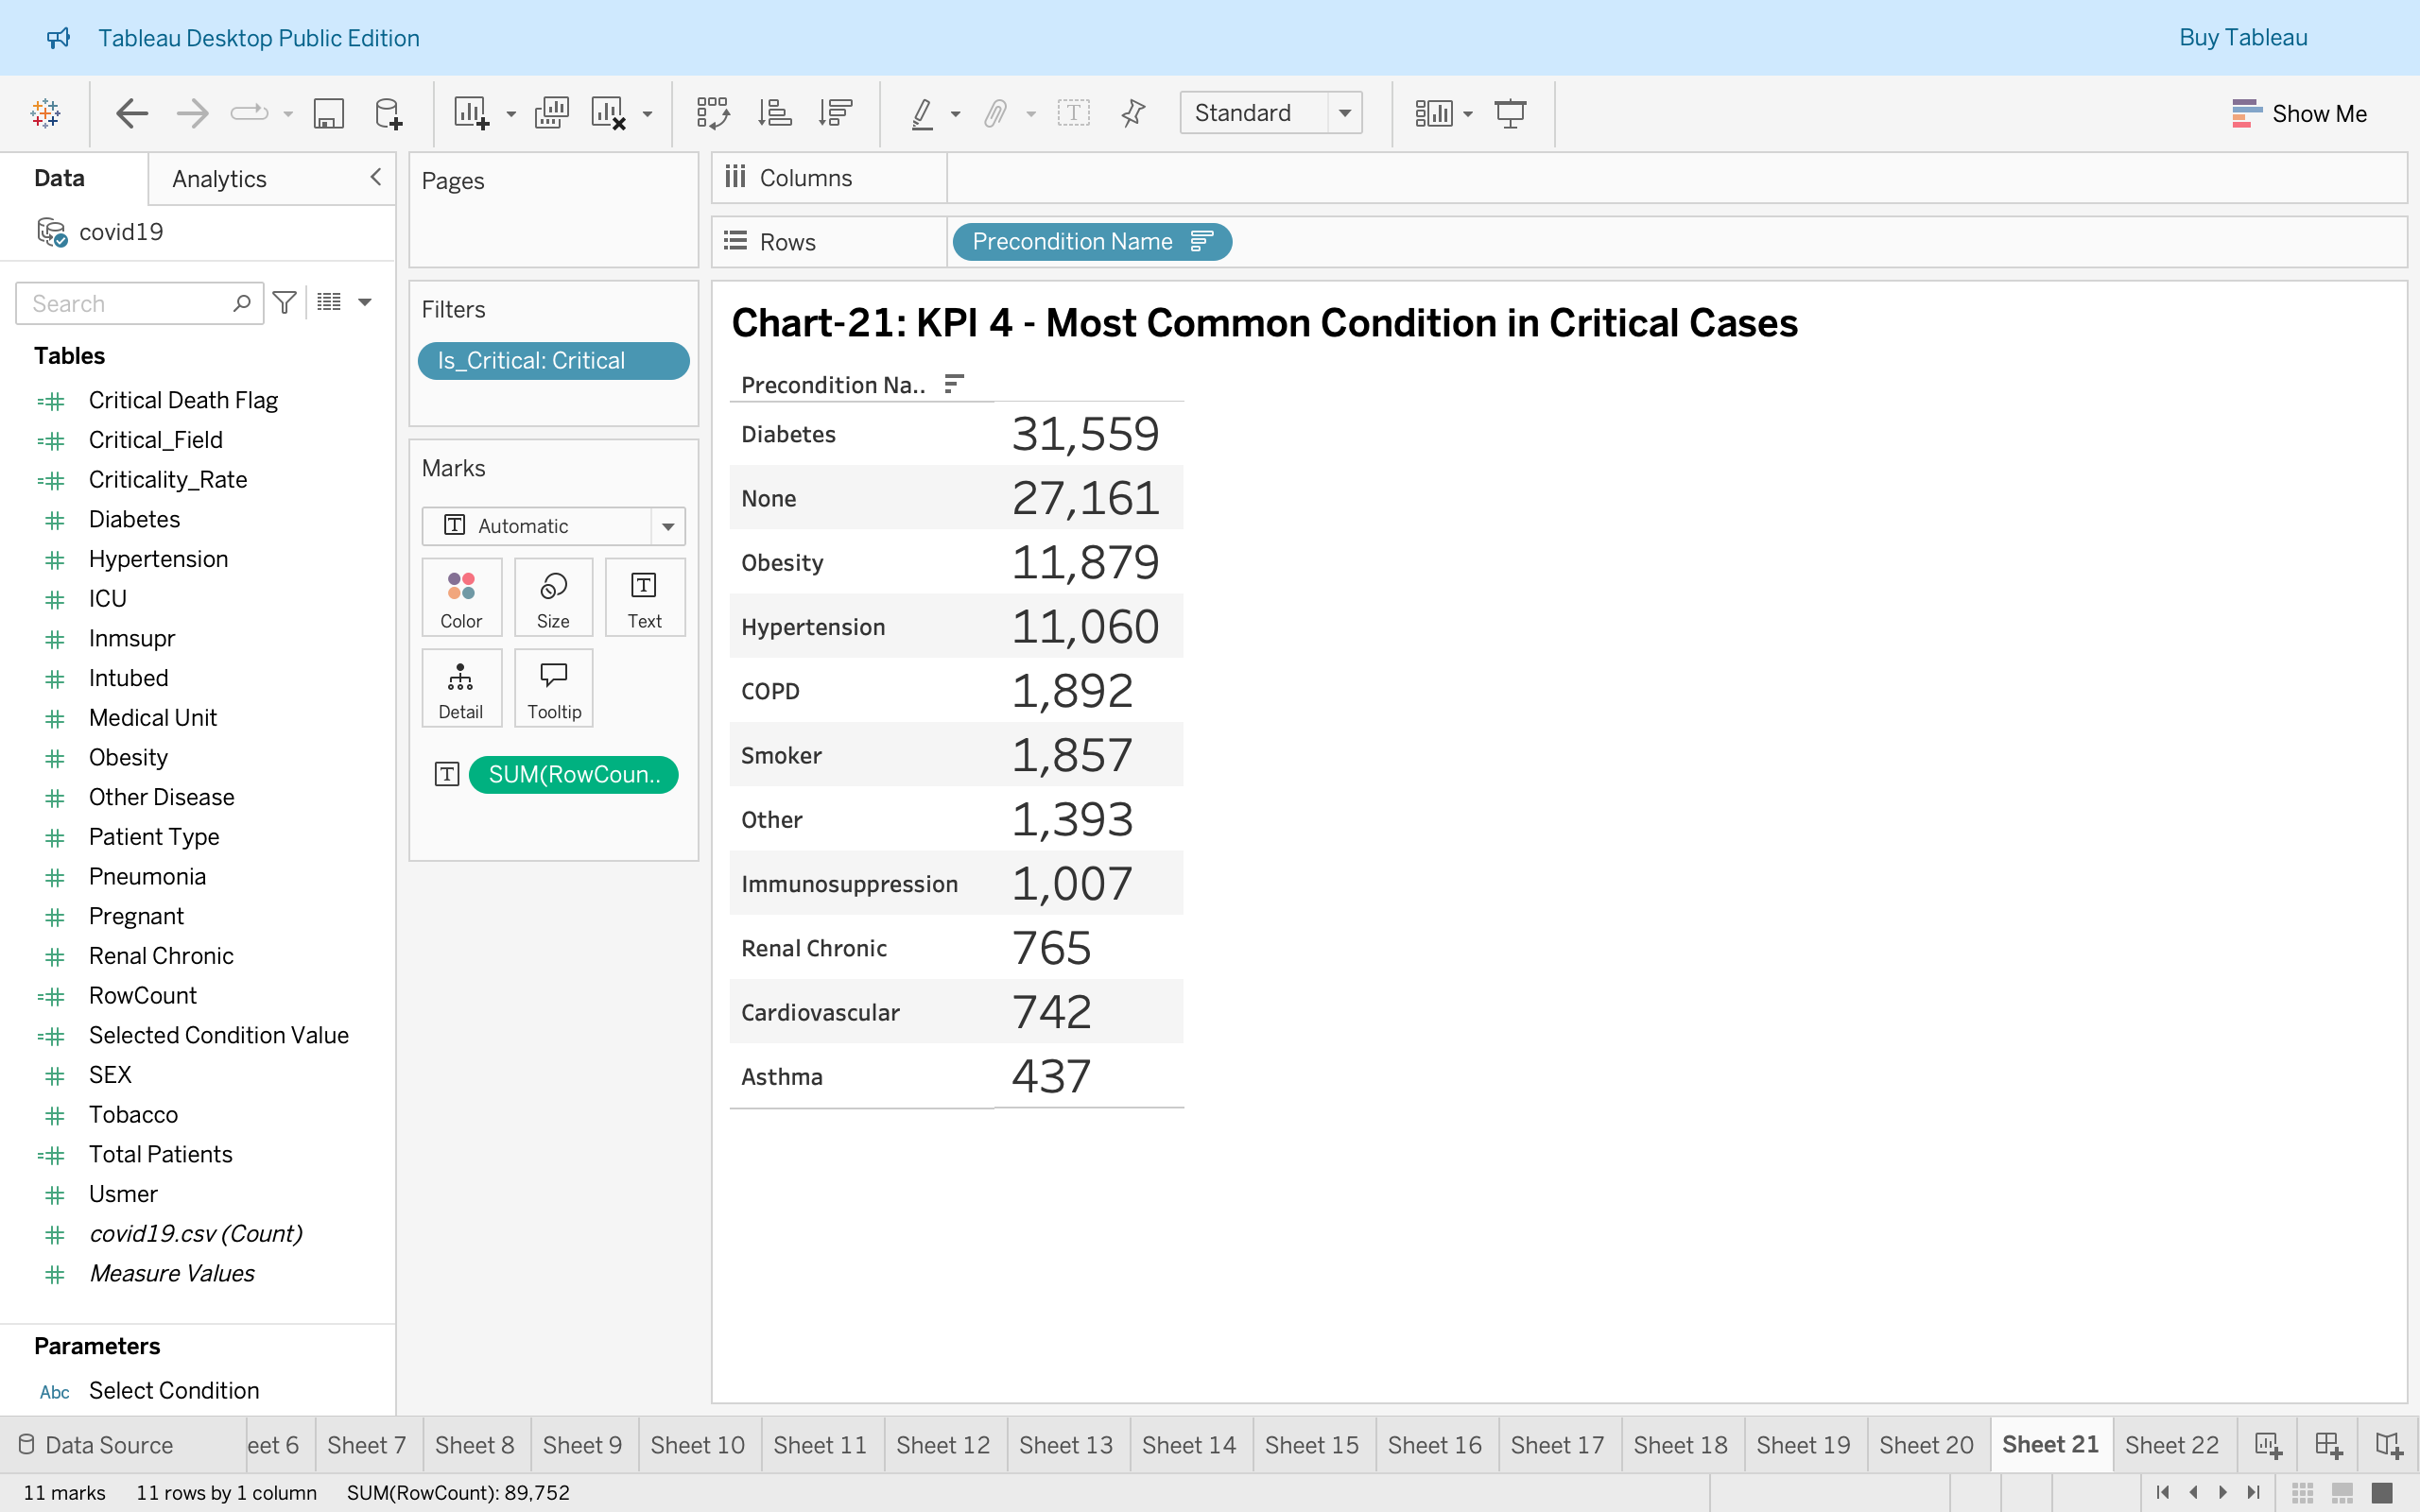 Tableau Desktop Public Edition
Buy Tableau
Standard
Show Me
Data
Analytics
covid19
Search
Tables
Critical Death Flag
Critical_Field
Criticality_Rate
Diabetes
Hypertension
ICU
Inmsupr
Intubed
Medical Unit
Obesity
Other Disease
Patient Type
Pneumonia
Pregnant
Renal Chronic
RowCount
Selected Condition Value
SEX
Tobacco
Total Patients
Usmer
covid19.csv (Count)
Measure Values
Parameters
Abc Select Condition
Pages
Filters
Is_Critical: Critical
Marks
Automatic
Color
Size
Text
Detail
Tooltip
SUM(RowCoun..
Columns
Rows
Precondition Name
Chart-21: KPI 4 - Most Common Condition in Critical Cases
Precondition Na..
Diabetes 31,559
None 27,161
Obesity 11,879
Hypertension 11,060
COPD 1,892
Smoker 1,857
Other 1,393
Immunosuppression 1,007
Renal Chronic 765
Cardiovascular 742
Asthma 437
Data Source
eet 6
Sheet 7
Sheet 8
Sheet 9
Sheet 10
Sheet 11
Sheet 12
Sheet 13
Sheet 14
Sheet 15
Sheet 16
Sheet 17
Sheet 18
Sheet 19
Sheet 20
Sheet 21
Sheet 22
11 marks
11 rows by 1 column
SUM(RowCount): 89,752